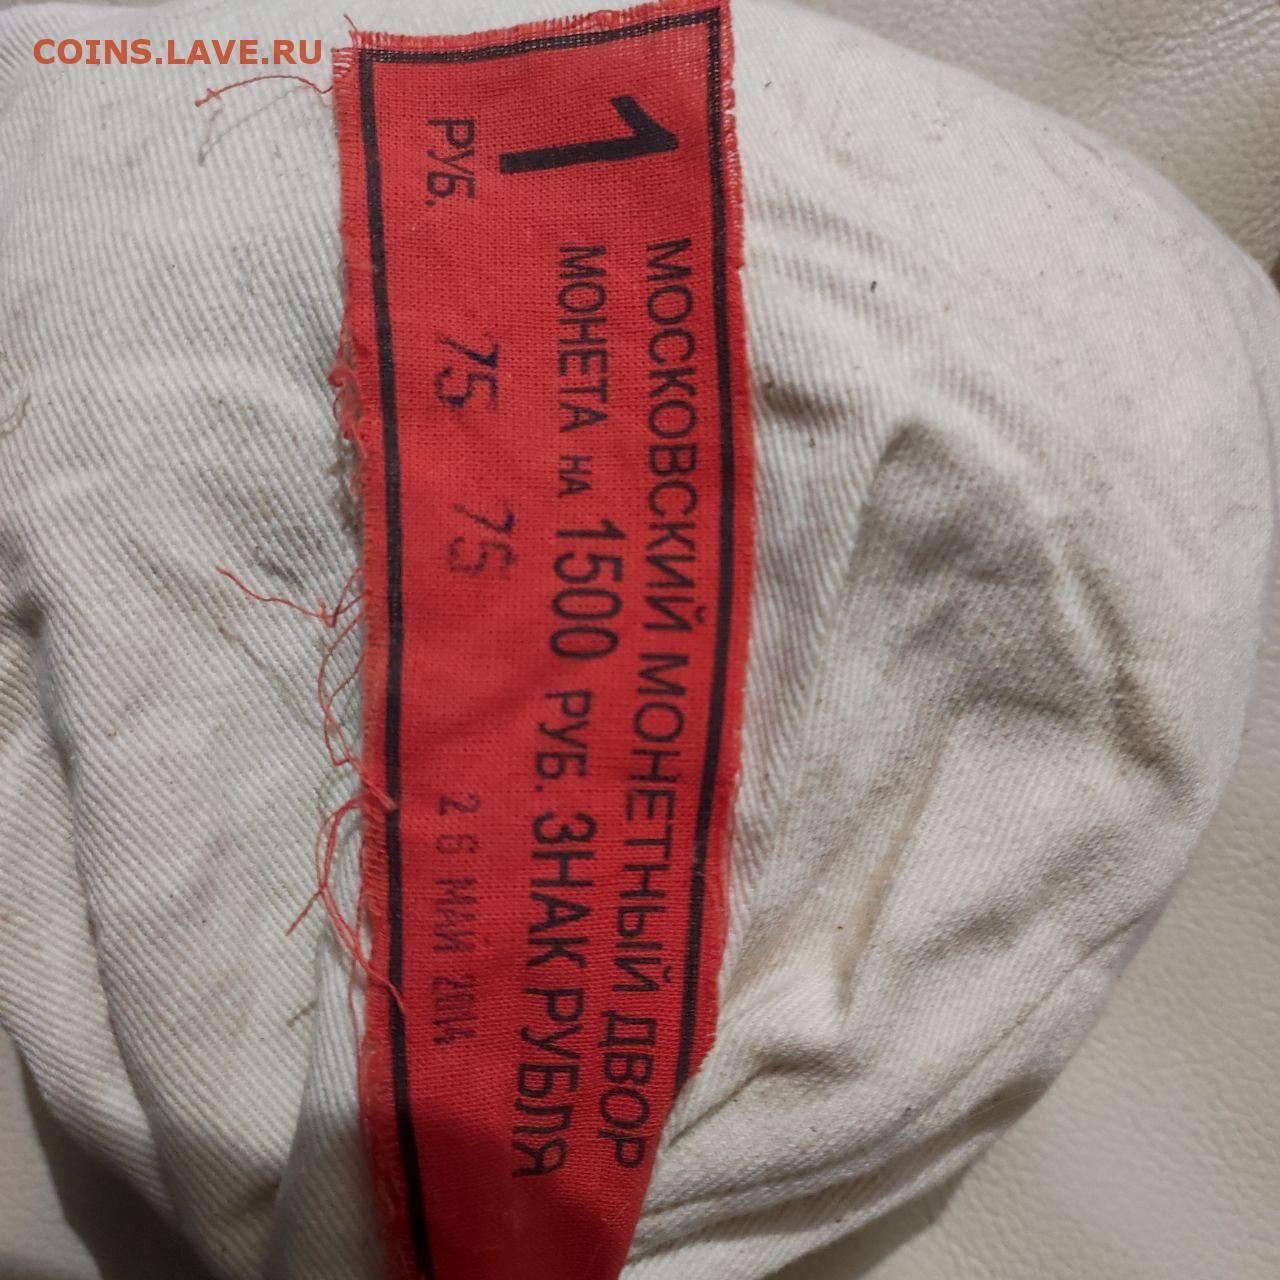 COINS.LAVE.RU
МОСКОВСКИЙ МОНЕТНЫЙ ДВОР
1 МОНЕТА НА 1500 РУБ. ЗНАК РУБЛЯ
РУБ. 75 75 26 МАЙ 2014